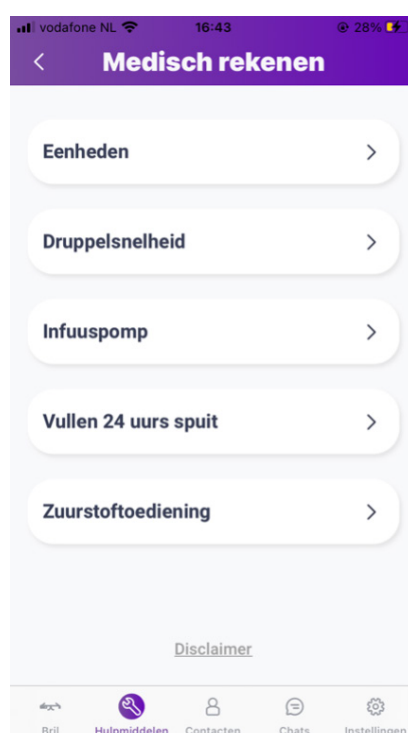 vodafone NL 16:43 28%
Medisch rekenen
Eenheden
Druppelsnelheid
Infuuspomp
Vullen 24 uurs spuit
Zuurstoftoediening
Disclaimer
Bril Hulpmiddelen Contacten Chats Instellingen